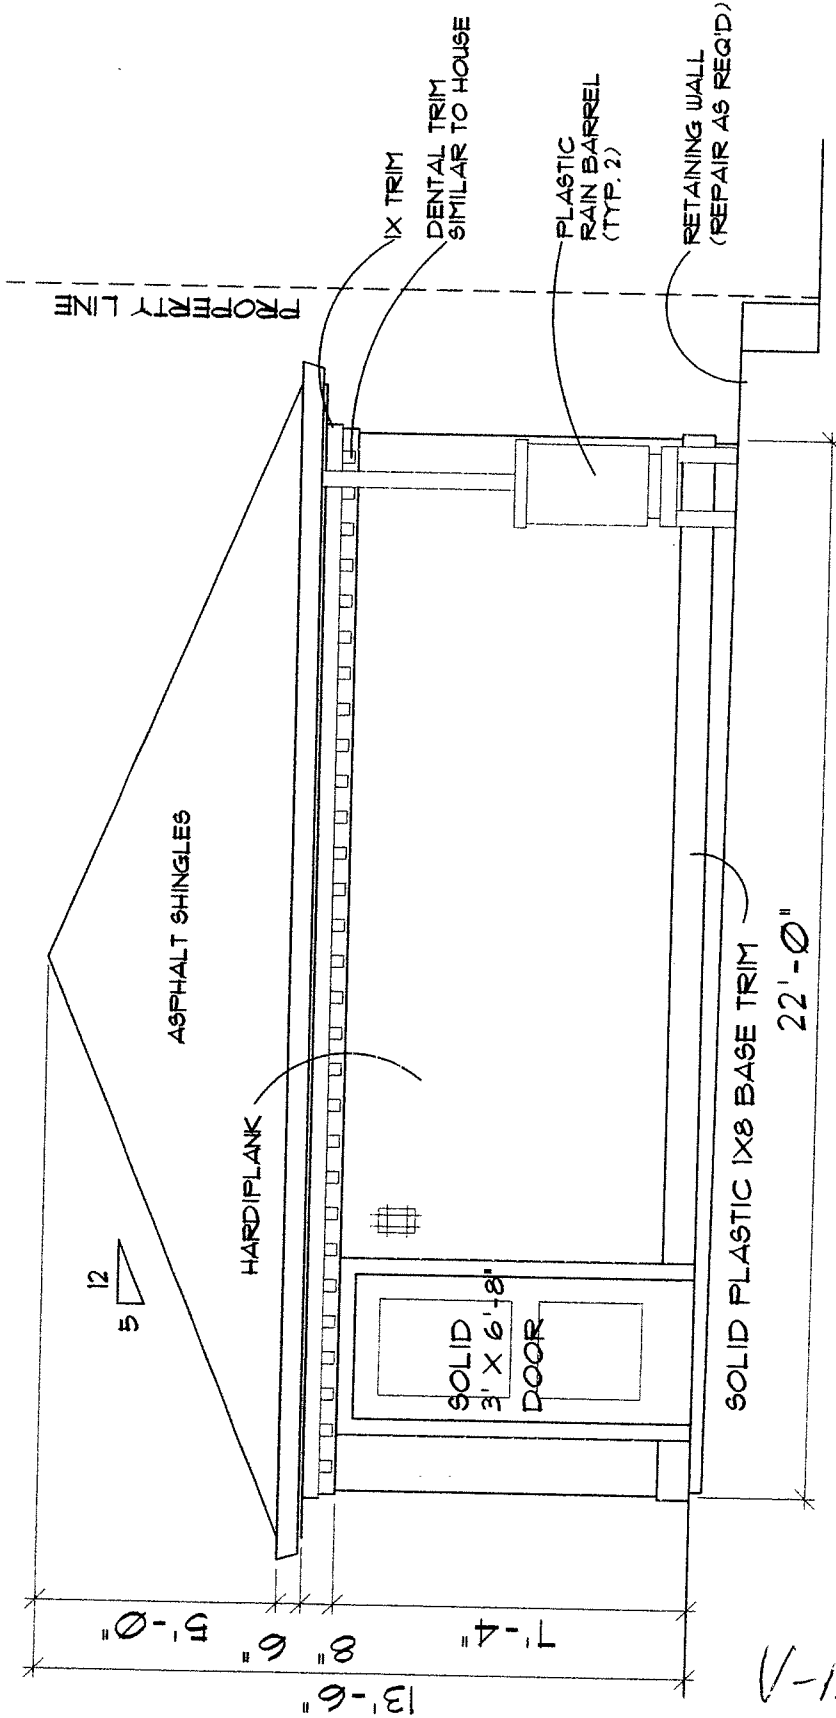 PROPERTY LINE
1X TRIM
DENTAL TRIM
SIMILAR TO HOUSE
PLASTIC
RAIN BARREL
(TYP. 2)
RETAINING WALL
(REPAIR AS REQ'D)
ASPHALT SHINGLES
12
5
HARDIPLANK
SOLID
3' X 6'-8"
DOOR
SOLID PLASTIC 1X8 BASE TRIM
22'-0"
5'-0"
6"
8"
7'-4"
13'-6"